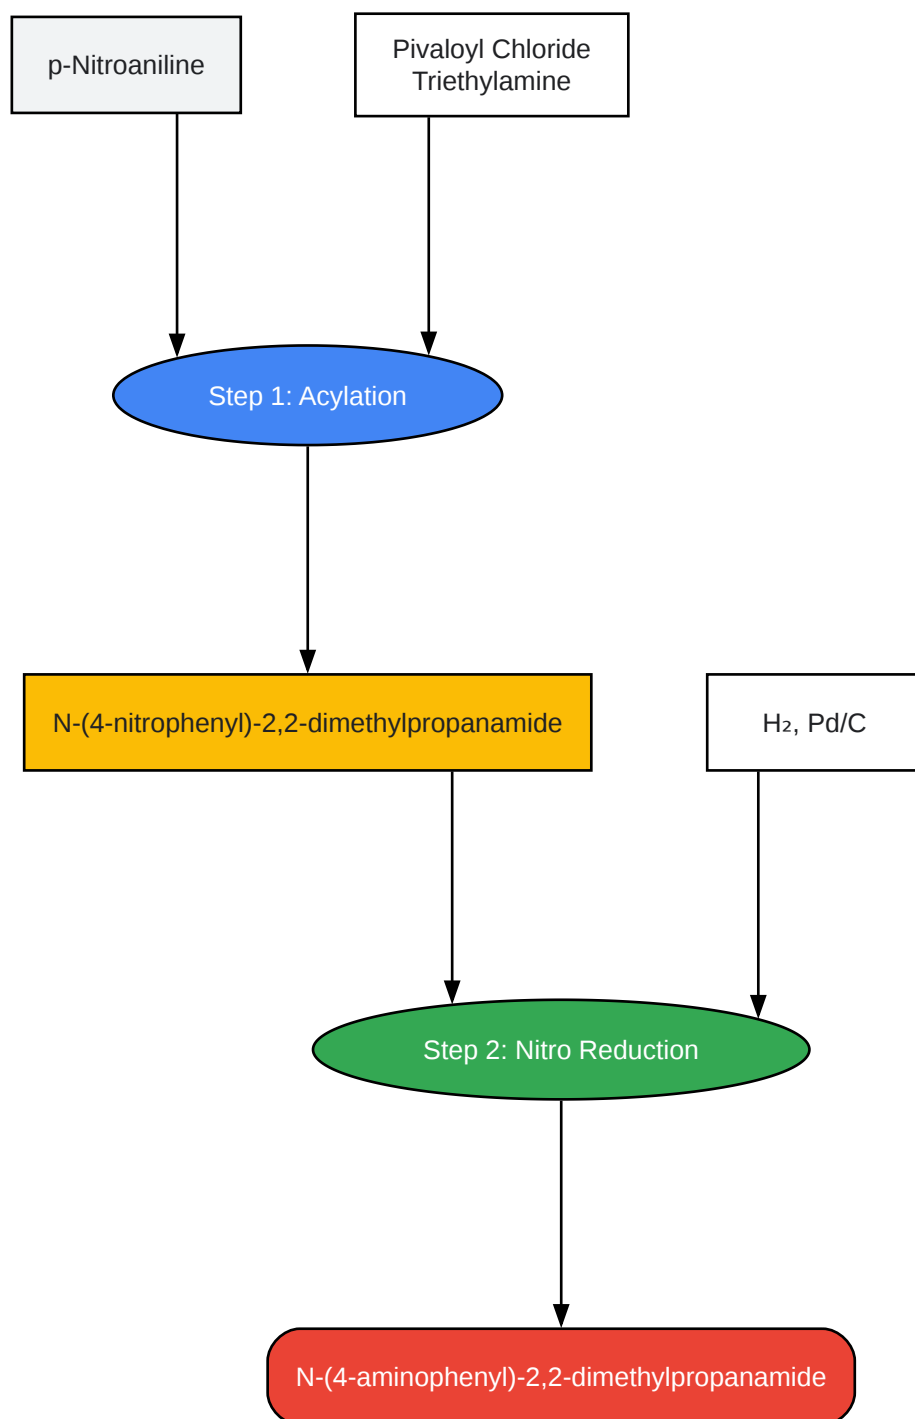 p-Nitroaniline
Pivaloyl Chloride
Triethylamine
Step 1: Acylation
N-(4-nitrophenyl)-2,2-dimethylpropanamide
H₂, Pd/C
Step 2: Nitro Reduction
N-(4-aminophenyl)-2,2-dimethylpropanamide